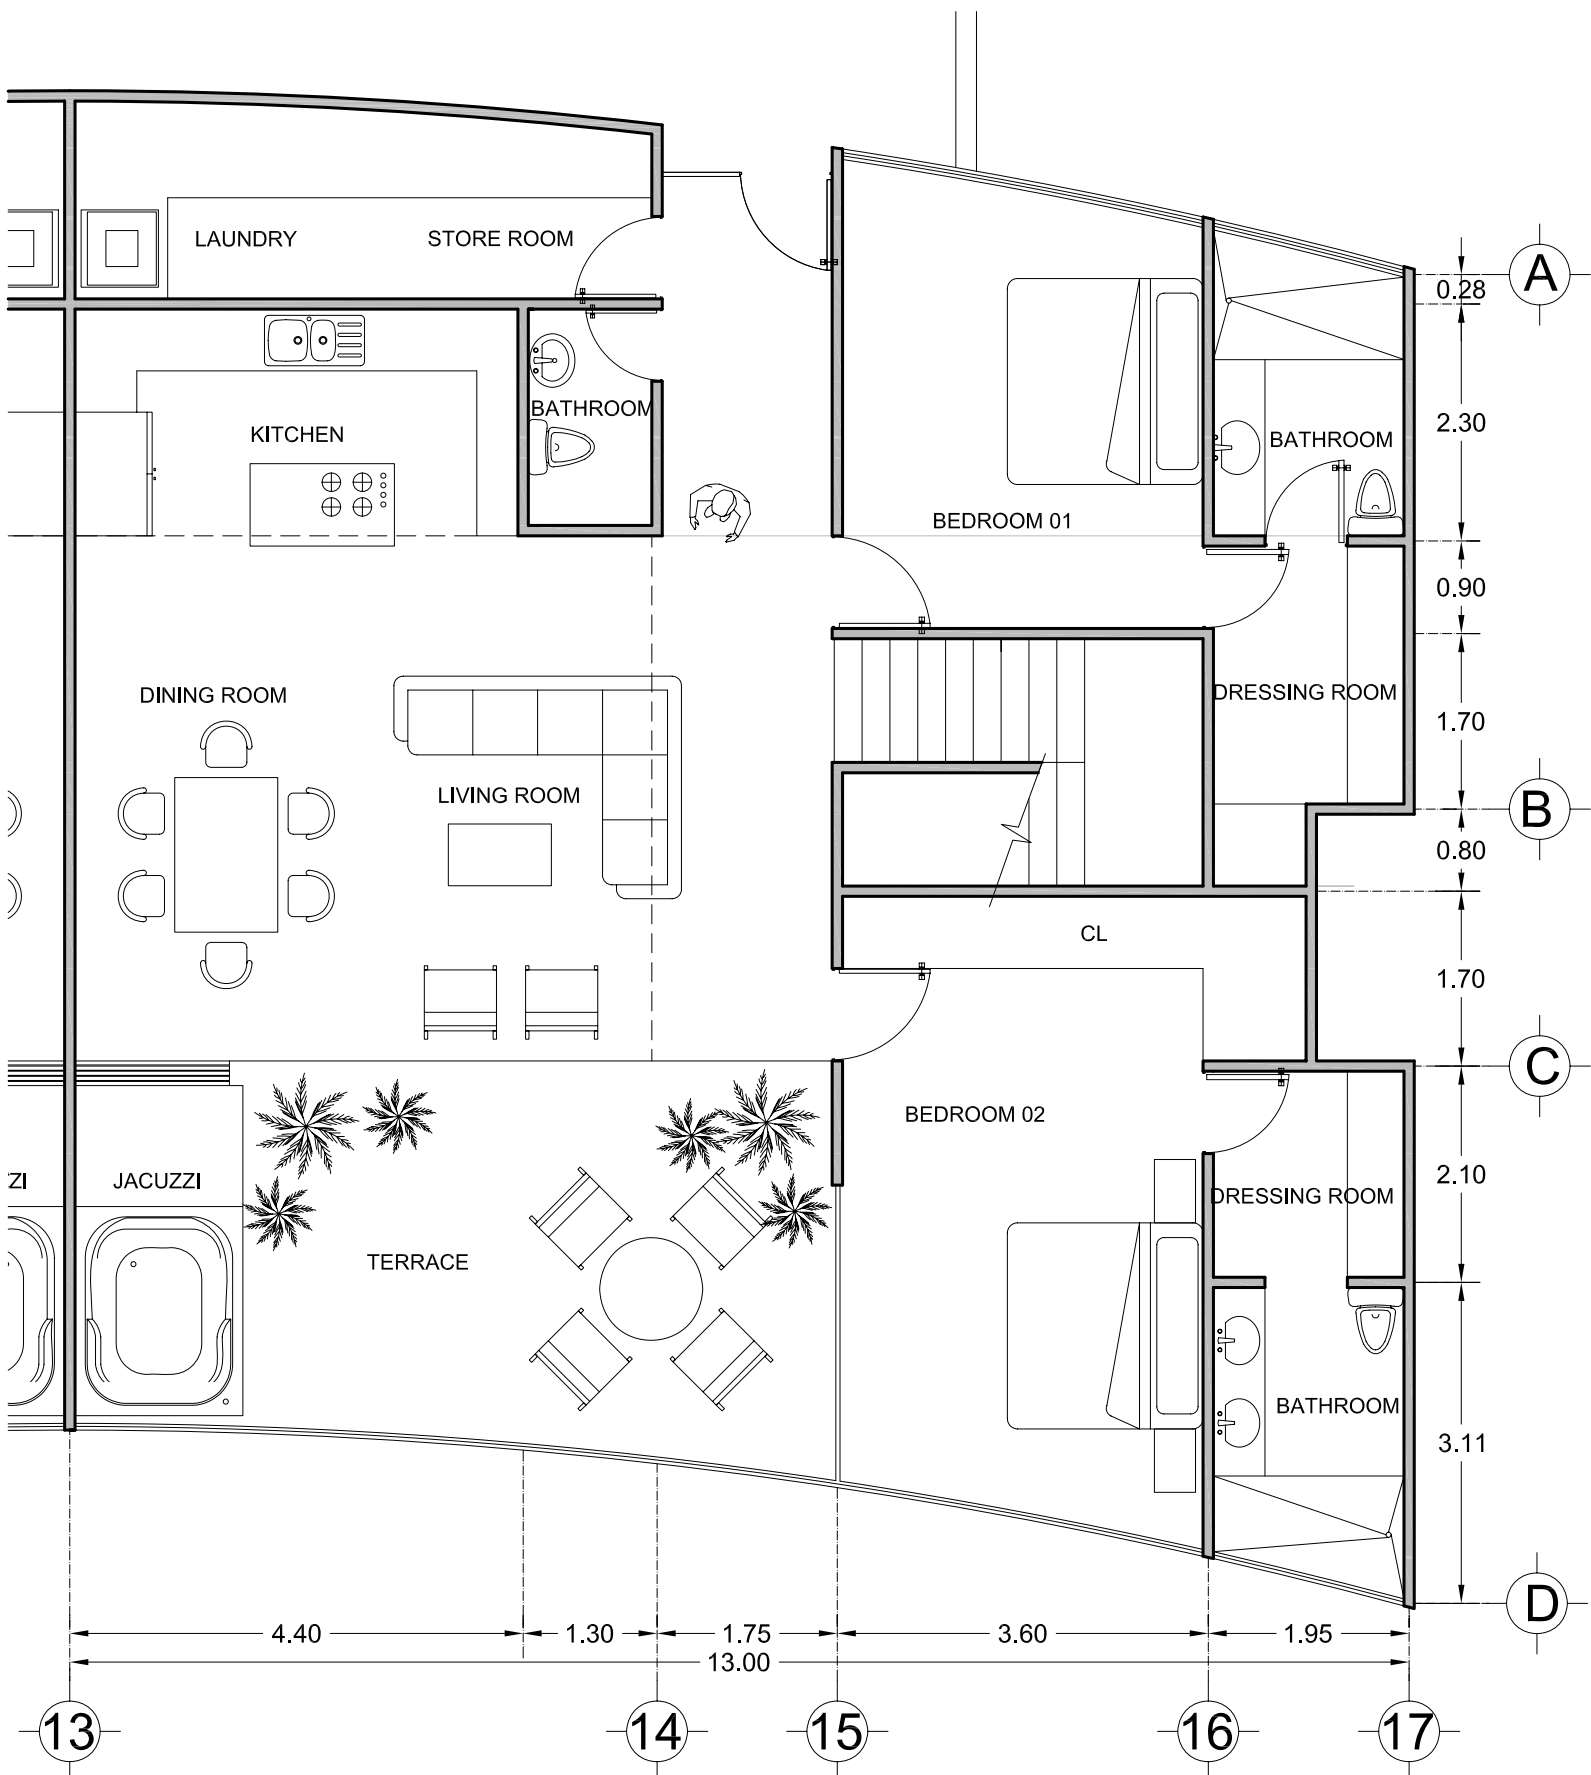 LAUNDRY
STORE ROOM
A
0.28
2.30
KITCHEN
BATHROOM
BATHROOM
BEDROOM 01
0.90
DINING ROOM
DRESSING ROOM
1.70
LIVING ROOM
B
0.80
CL
1.70
C
BEDROOM 02
ZI
JACUZZI
DRESSING ROOM
2.10
TERRACE
BATHROOM
3.11
D
4.40
1.30
1.75
3.60
1.95
13.00
13
14
15
16
17